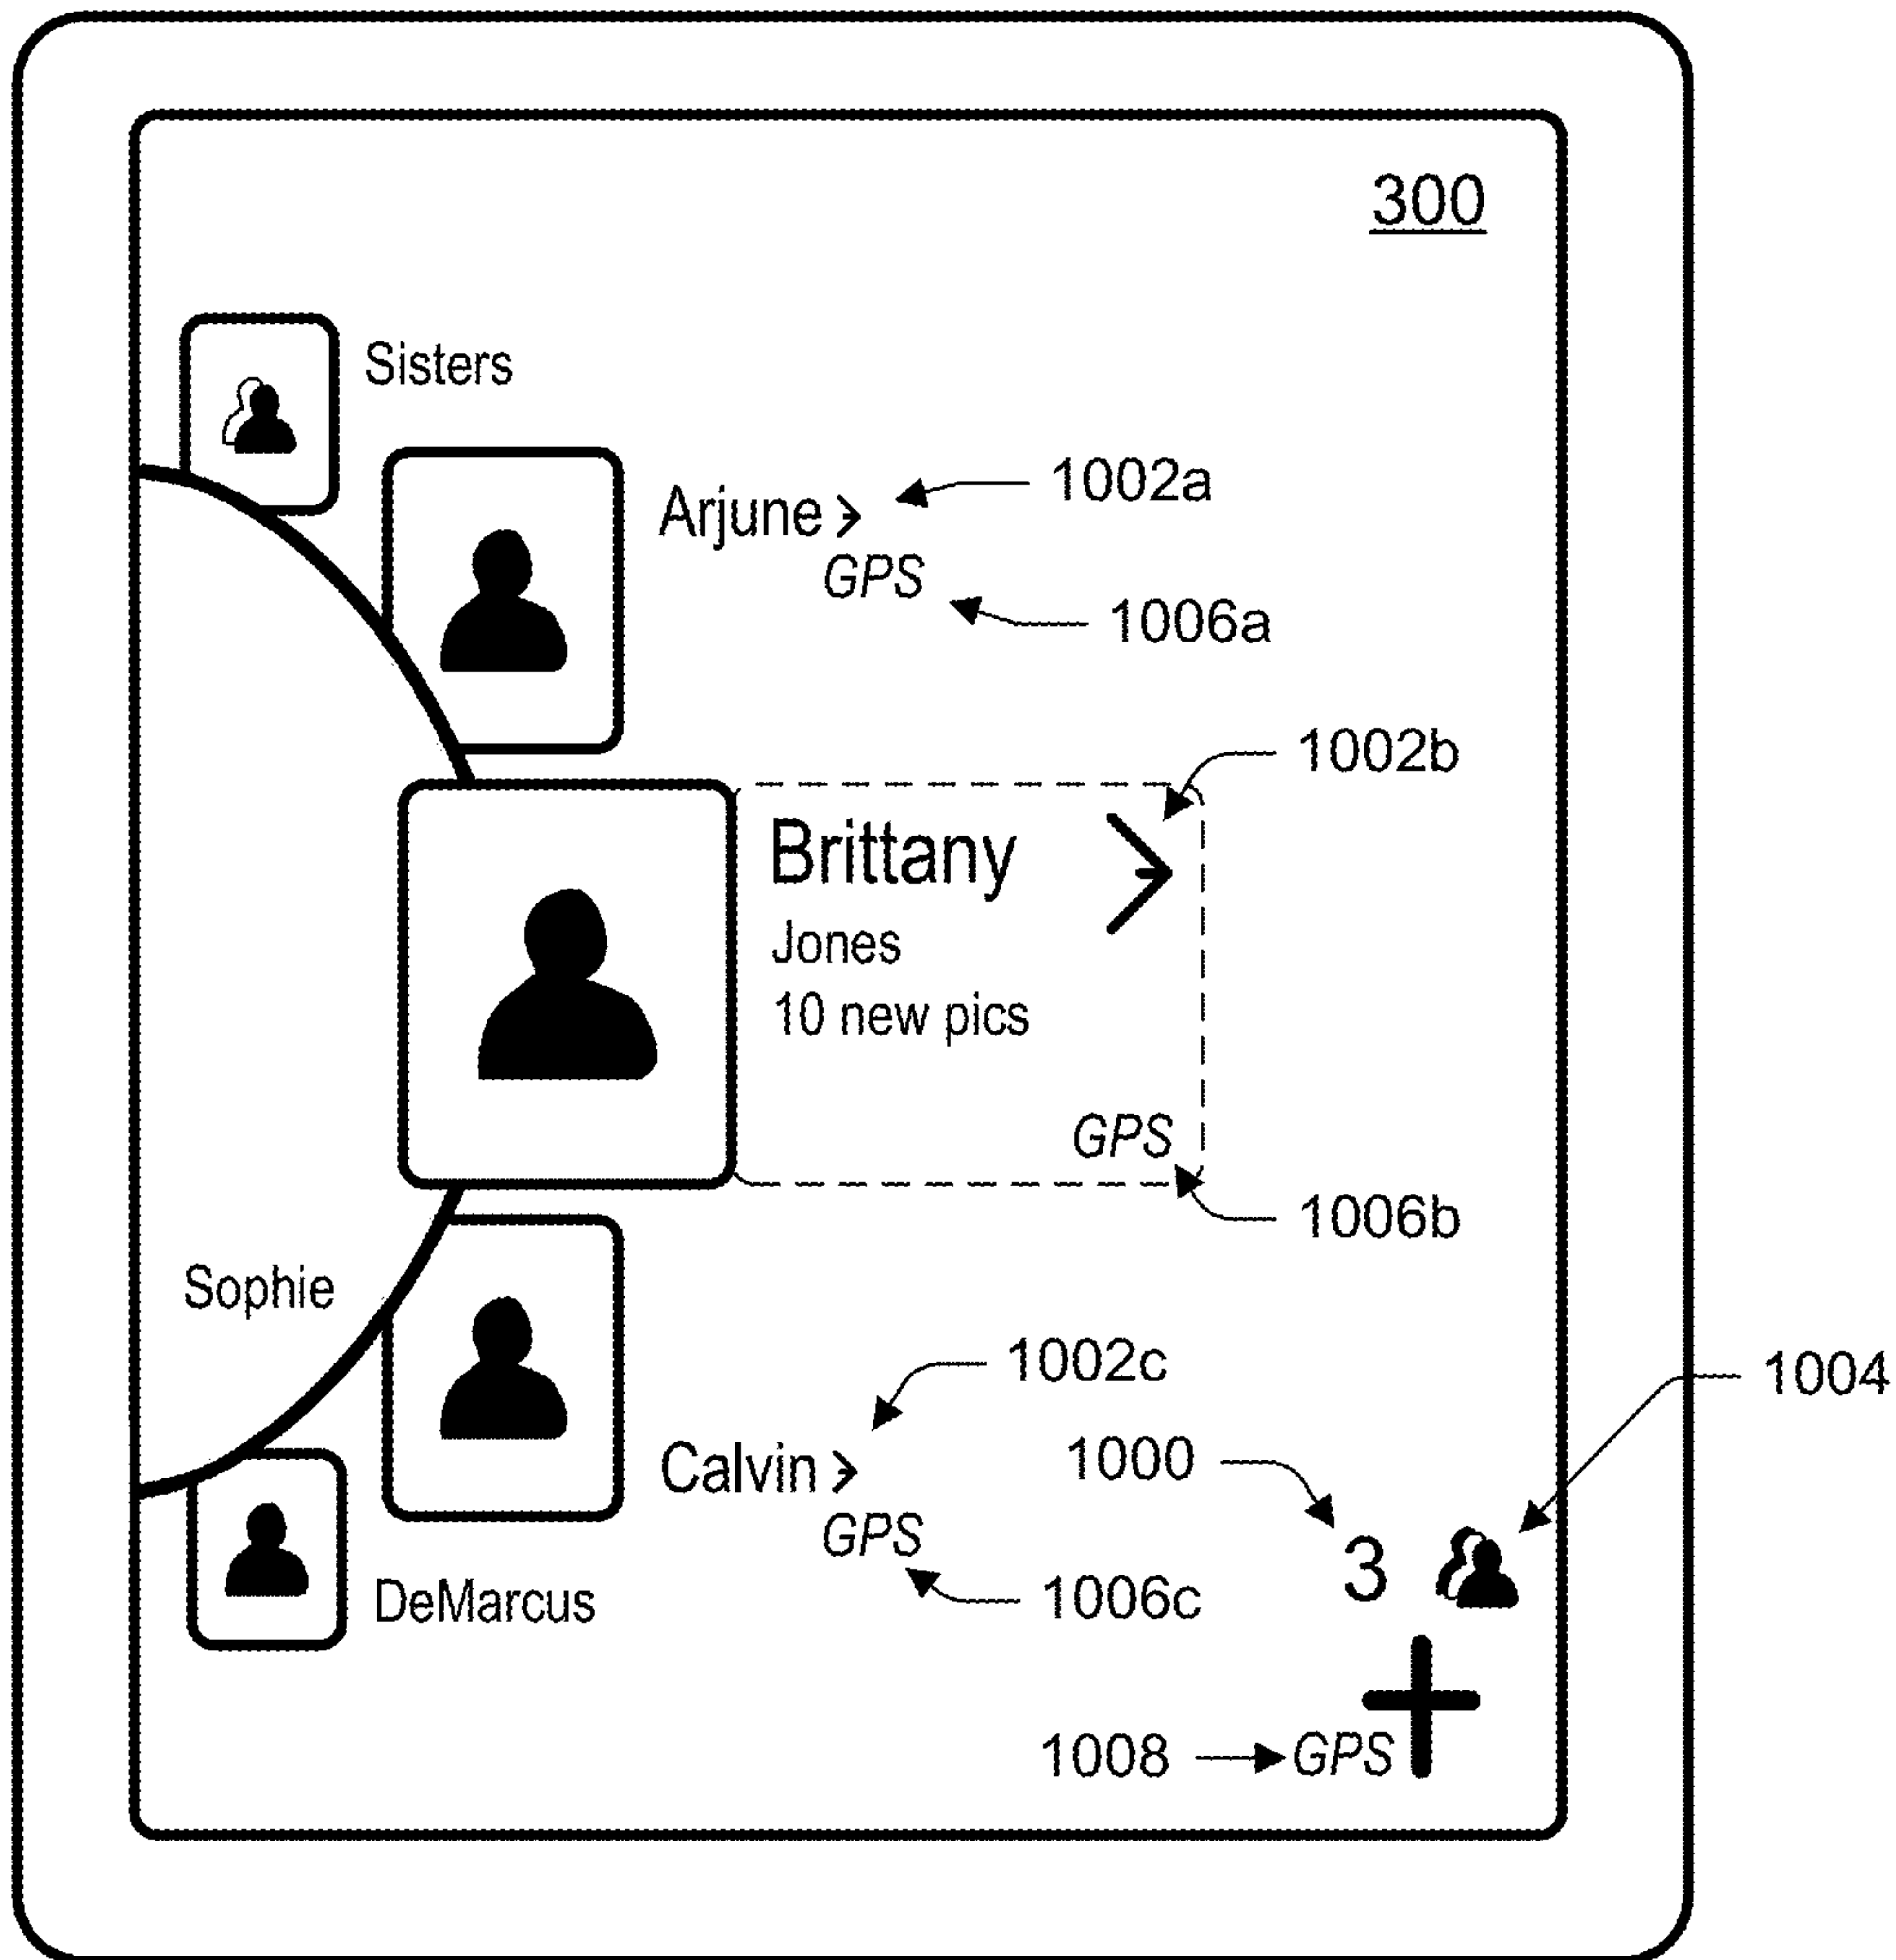 300
Sisters
1002a
Arjune
GPS
1006a
1002b
Brittany
Jones
10 new pics
GPS
1006b
Sophie
1002c
1004
Calvin
1000
GPS
3
1006c
DeMarcus
1008
GPS